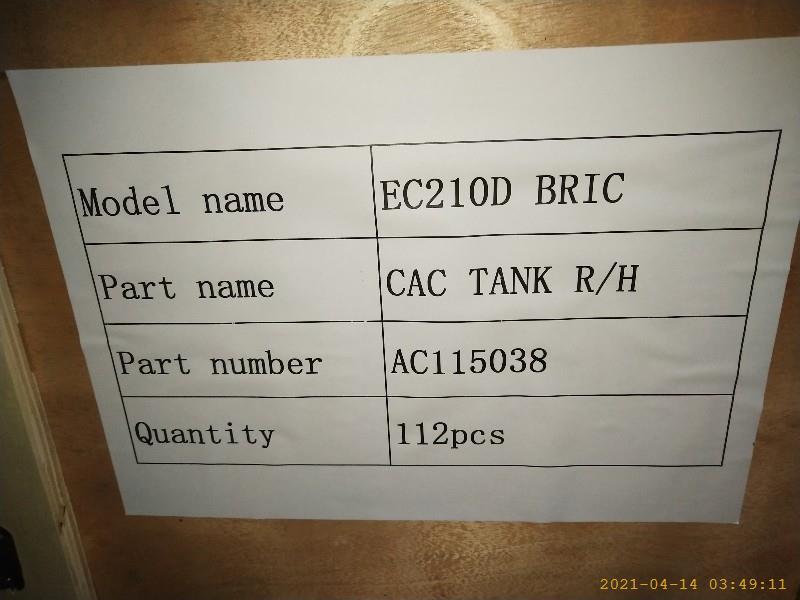 Model name EC210D BRIC
Part name CAC TANK R/H
Part number AC115038
Quantity 112pcs
2021-04-14 03:49:11